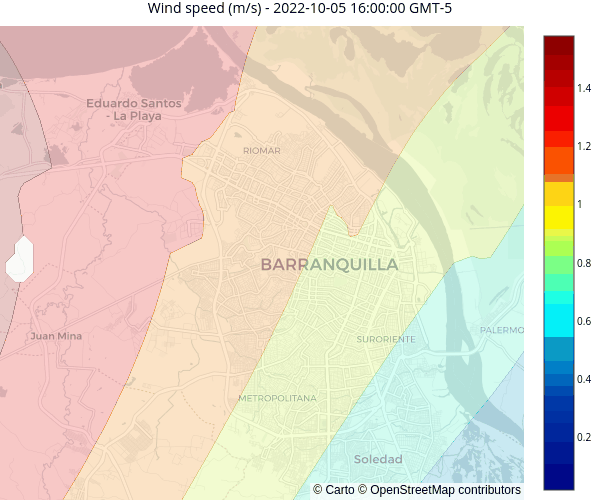 Wind speed (m/s) - 2022-10-05 16:00:00 GMT-5
Eduardo Santos
- La Playa
RIOMAR
BARRANQUILLA
Juan Mina
SURORIENTE
PALERMO
METROPOLITANA
Soledad
© Carto © OpenStreetMap contributors
1.4
1.2
1
0.8
0.6
0.4
0.2